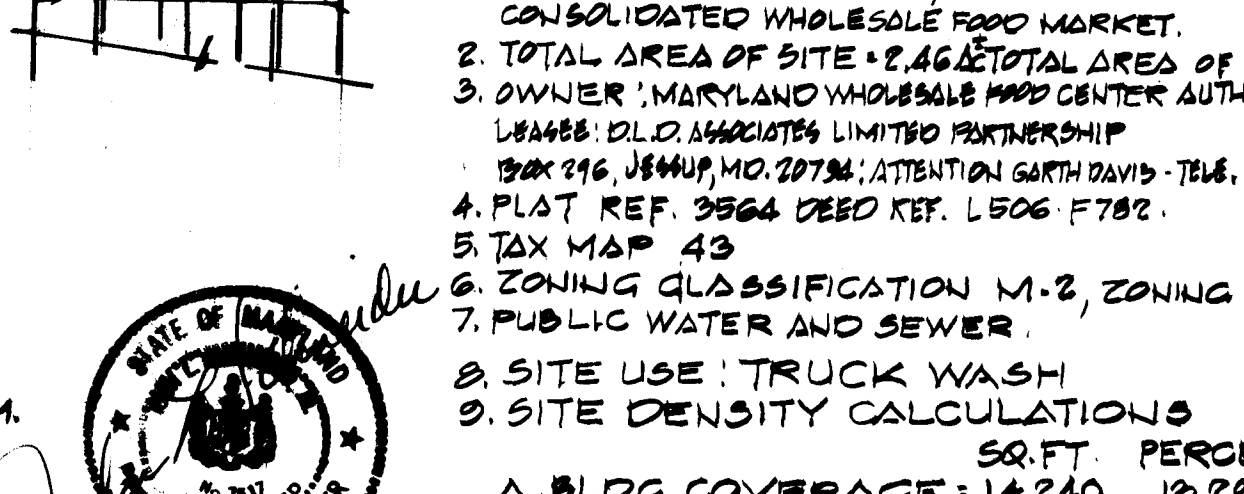 CONSOLIDATED WHOLESALE FOOD MARKET.
2. TOTAL AREA OF SITE = 2.46 AC± TOTAL AREA OF
3. OWNER: MARYLAND WHOLESALE FOOD CENTER AUTH
LEASEE: D.L.D. ASSOCIATES LIMITED PARTNERSHIP
BOX 296, JESSUP, MD. 20794; ATTENTION GARTH DAVIS - TELE.
4. PLAT REF. 3564 DEED REF. L506 F782.
5. TAX MAP 43
6. ZONING CLASSIFICATION M-2, ZONING
7. PUBLIC WATER AND SEWER.
8. SITE USE: TRUCK WASH
9. SITE DENSITY CALCULATIONS
SQ.FT. PERCE
A. BLDG COVERAGE = 14,240
STATE OF MARYLAND